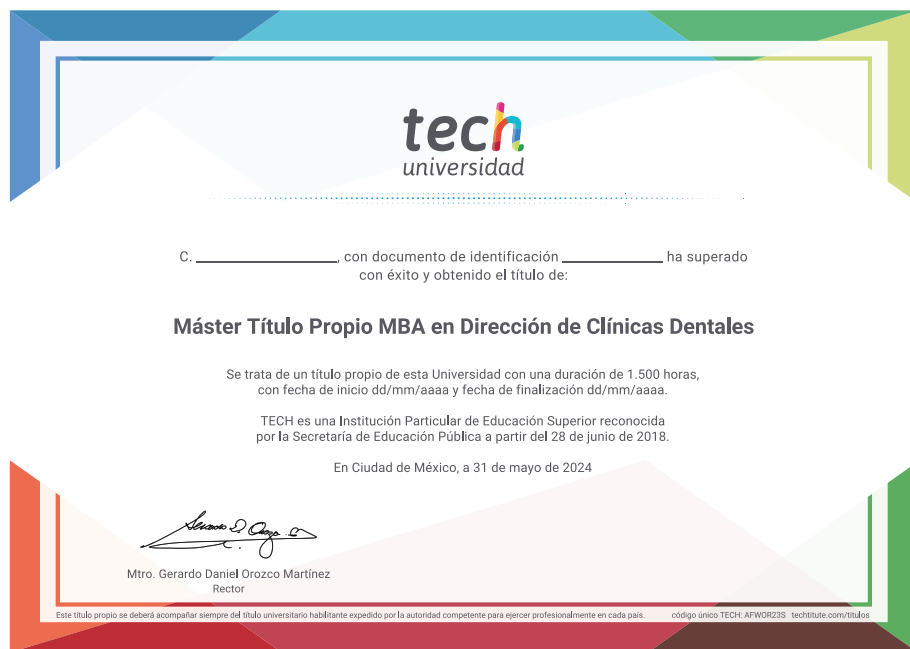 tech
universidad
C. __________________, con documento de identificación _____________ ha superado
con éxito y obtenido el título de:
Máster Título Propio MBA en Dirección de Clínicas Dentales
Se trata de un título propio de esta Universidad con una duración de 1.500 horas,
con fecha de inicio dd/mm/aaaa y fecha de finalización dd/mm/aaaa.
TECH es una Institución Particular de Educación Superior reconocida
por la Secretaría de Educación Pública a partir del 28 de junio de 2018.
En Ciudad de México, a 31 de mayo de 2024
Mtro. Gerardo Daniel Orozco Martínez
Rector
Este título propio se deberá acompañar siempre del título universitario habilitante expedido por la autoridad competente para ejercer profesionalmente en cada país. código único TECH: AFWOR23S techtitute.com/titulos